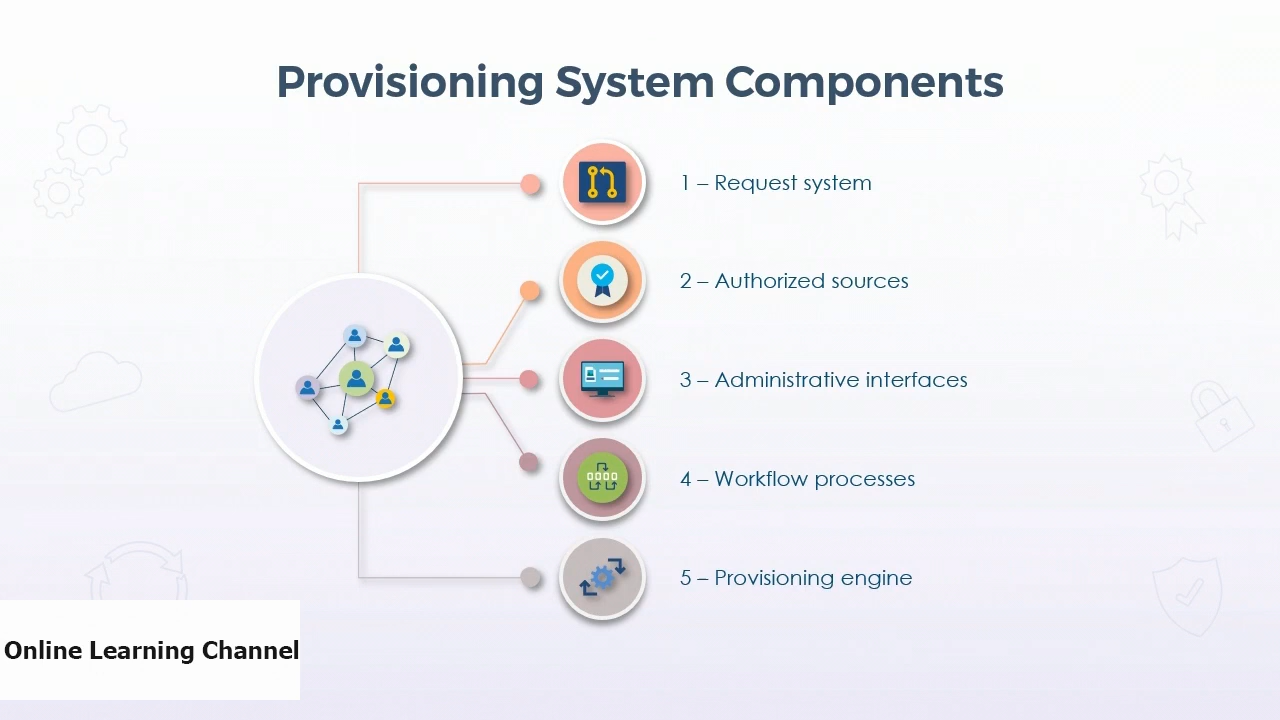 Provisioning System Components
1 – Request system
2 – Authorized sources
3 – Administrative interfaces
4 – Workflow processes
5 – Provisioning engine
Online Learning Channel